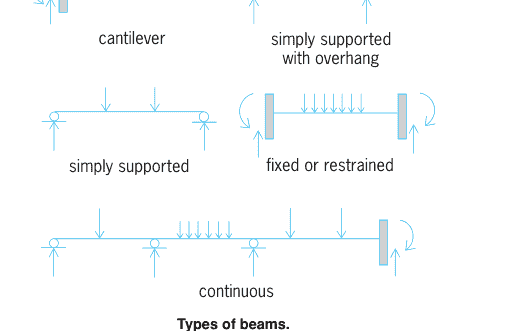 cantilever
simply supported
with overhang
simply supported
fixed or restrained
continuous
Types of beams.